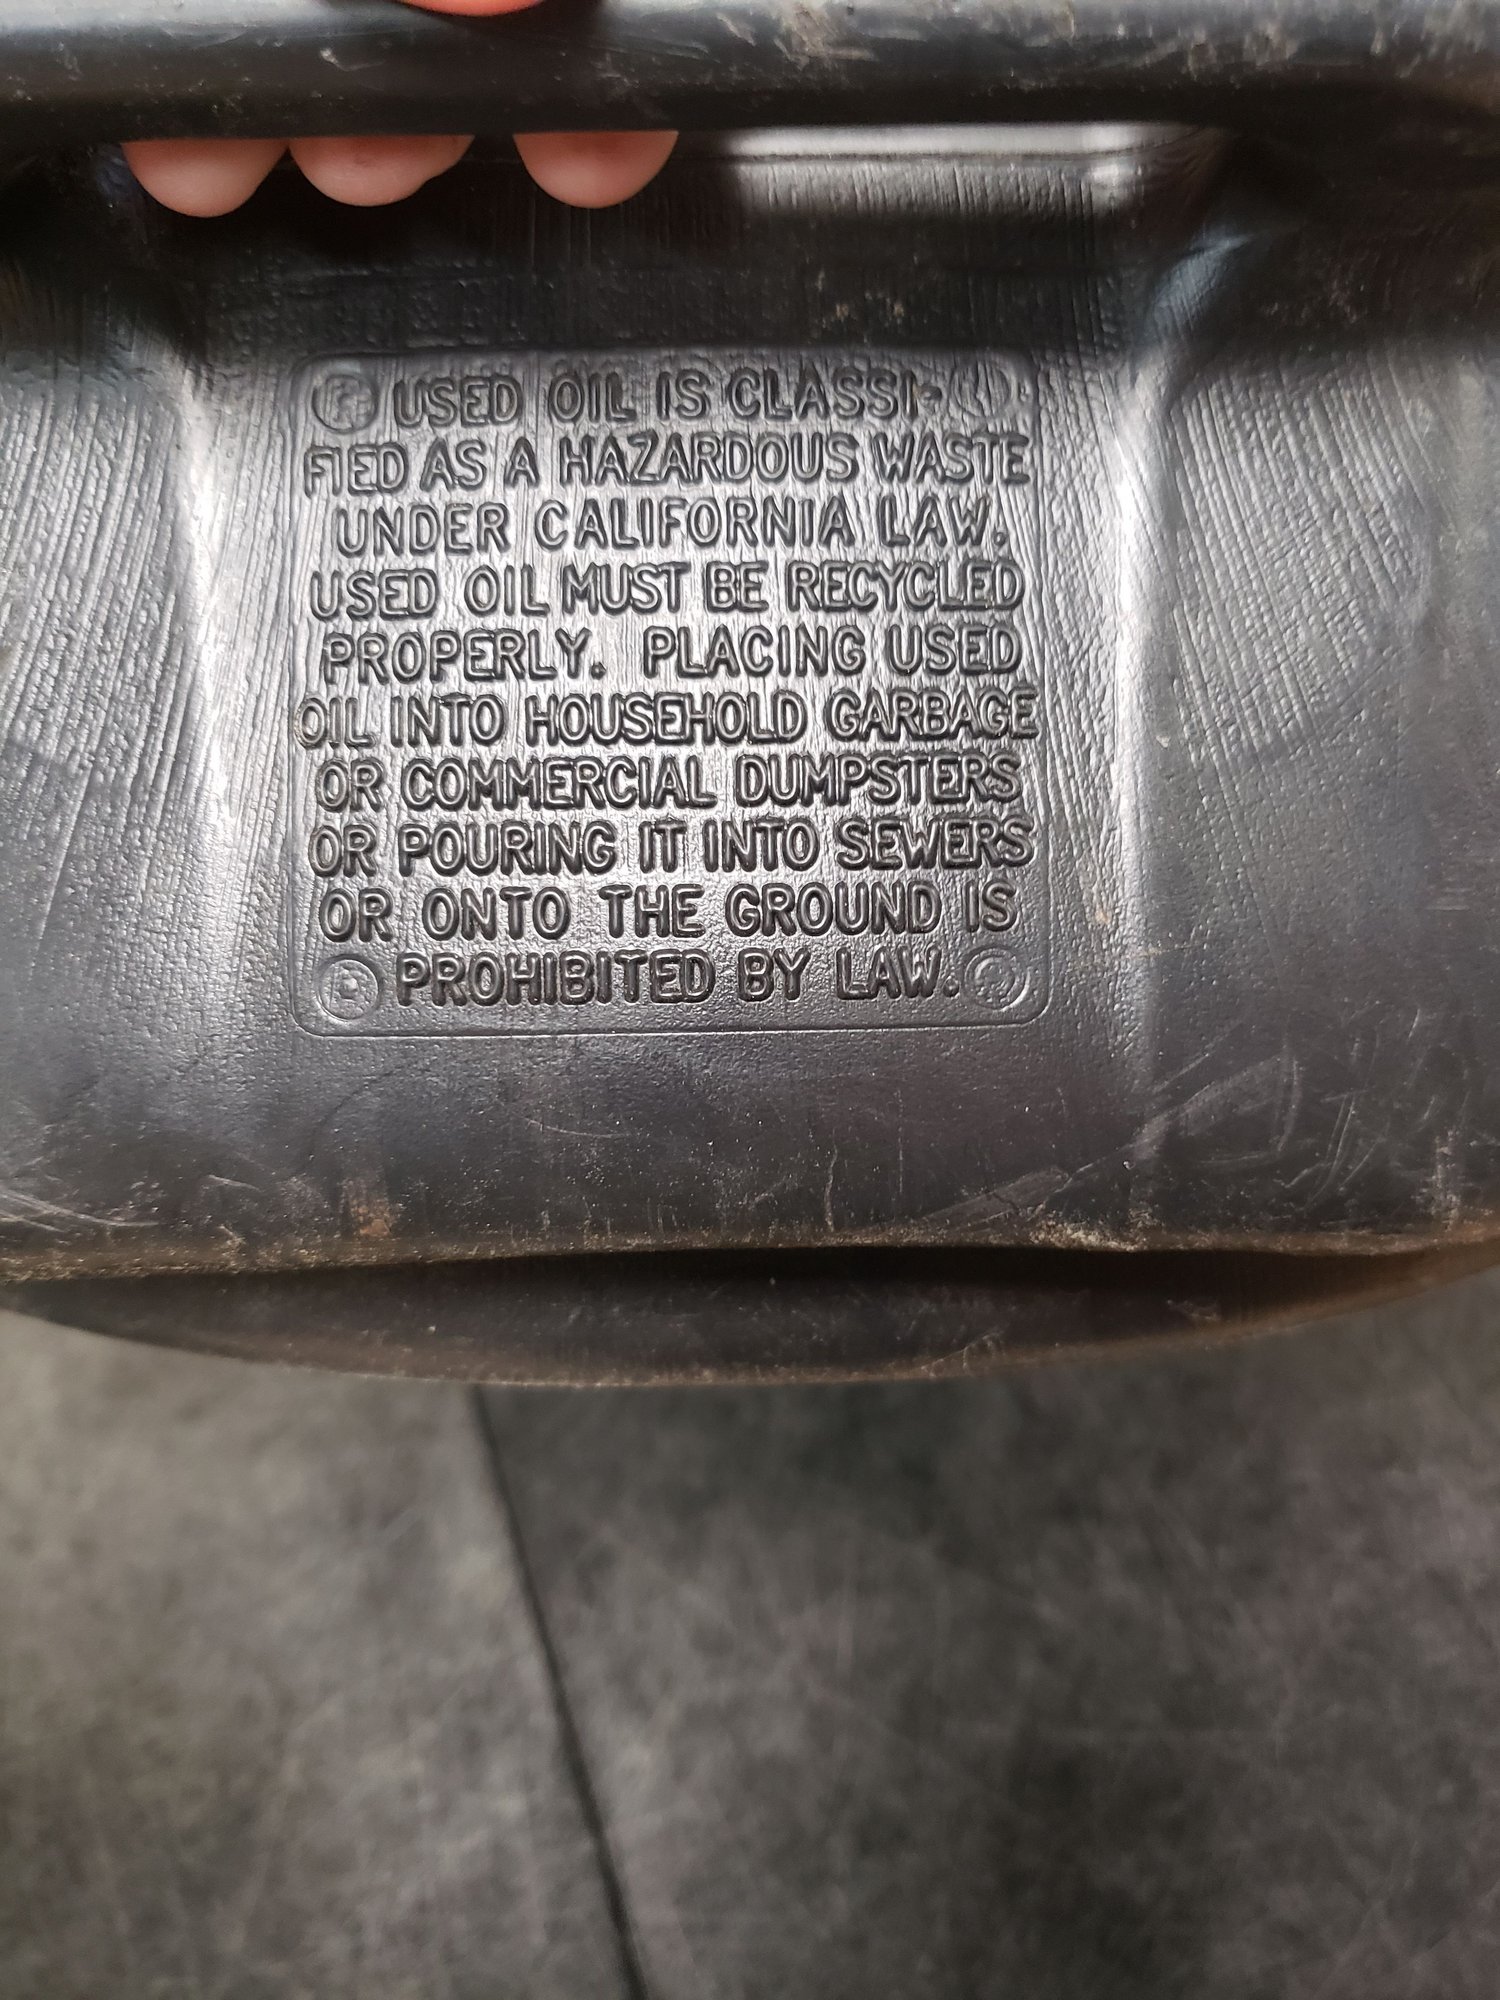 USED OIL IS CLASSI-
FIED AS A HAZARDOUS WASTE
UNDER CALIFORNIA LAW.
USED OIL MUST BE RECYCLED
PROPERLY. PLACING USED
OIL INTO HOUSEHOLD GARBAGE
OR COMMERCIAL DUMPSTERS
OR POURING IT INTO SEWERS
OR ONTO THE GROUND IS
PROHIBITED BY LAW.